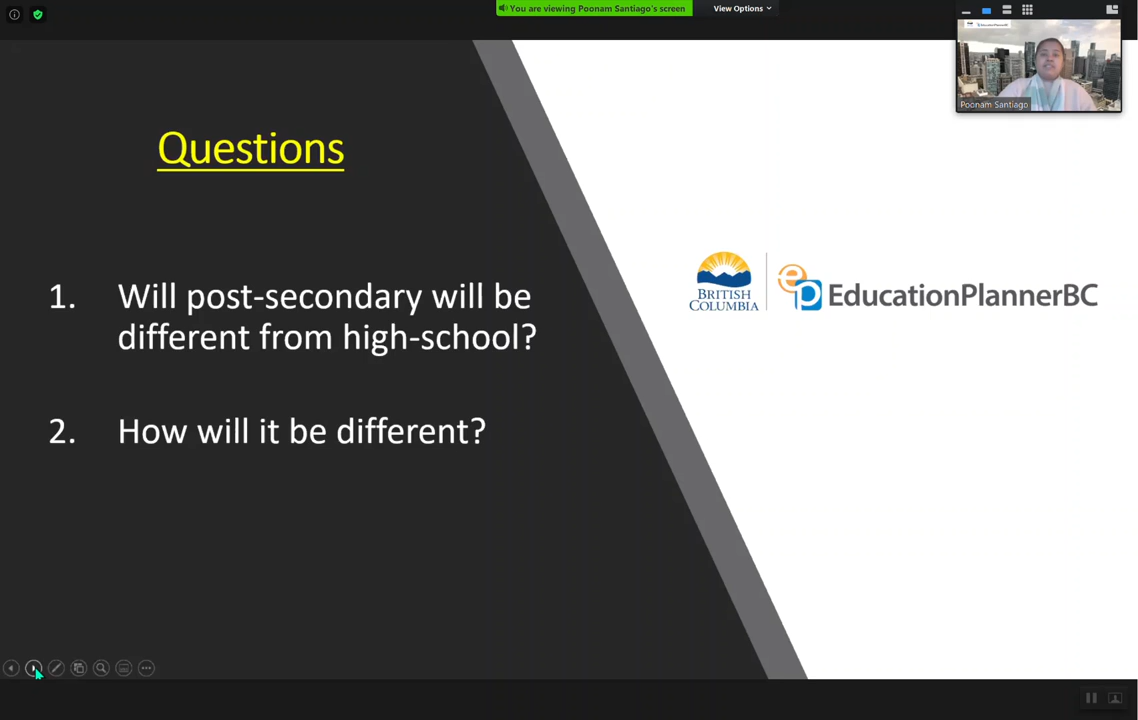 You are viewing Poonam Santiago's screen
View Options
Poonam Santiago
Questions
1. Will post-secondary will be
different from high-school?
2. How will it be different?
BRITISH
COLUMBIA
ep EducationPlannerBC